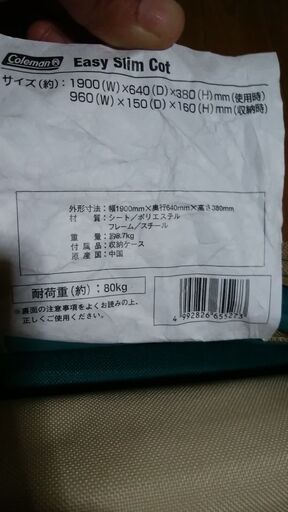 Coleman Easy Slim Cot
サイズ(約)：1900(W)×640(D)×380(H)mm(使用時)
960(W)×150(D)×160(H)mm(収納時)
外形寸法：幅1900mm×奥行640mm×高さ380mm
材　質：シート/ポリエステル
フレーム/スチール
重　量：約8.7kg
付属品：収納ケース
原産国：中国
耐荷重(約)：80kg
※裏面の注意事項をよくお読みの上、
正しくご使用ください。
4 992826 655273